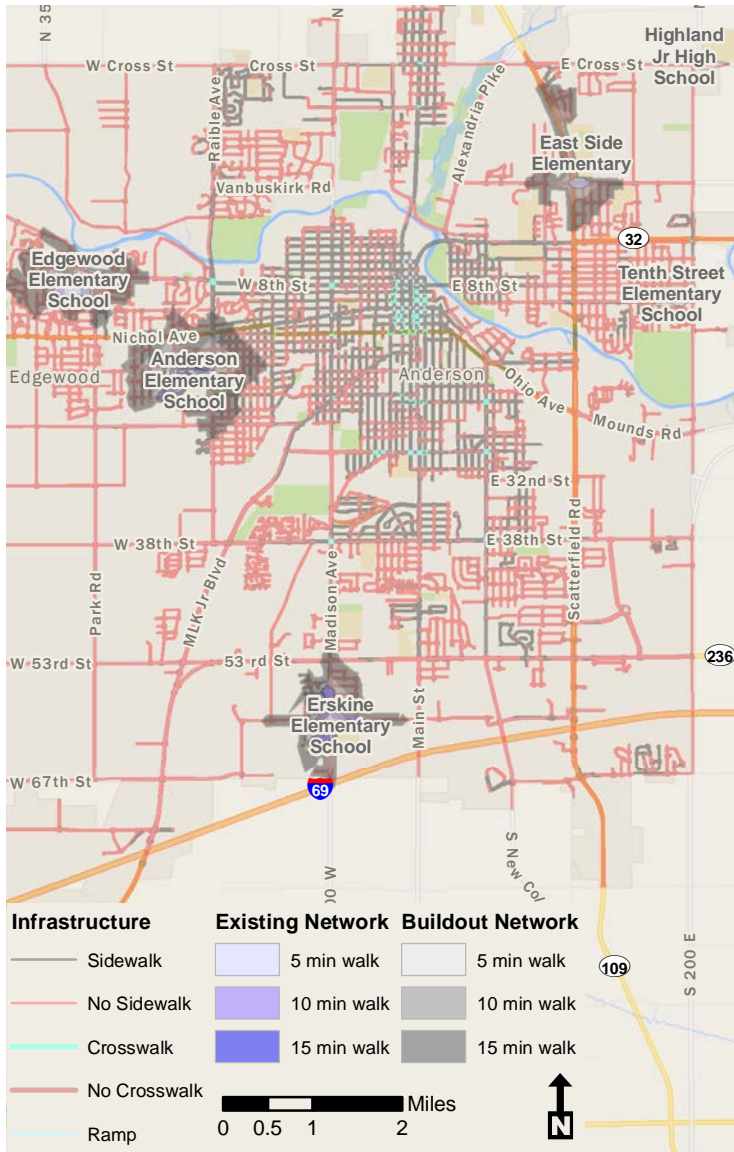 N 35
N
Highland
Jr High
School
W Cross St
Cross St
E Cross St
Raible Ave
Alexandria Pike
East Side
Elementary
Vanbuskirk Rd
32
Edgewood
Elementary
School
W 8th St
E 8th St
Tenth Street
Elementary
School
Nichol Ave
Anderson
Elementary
School
Edgewood
Anderson
Ohio Ave
Mounds Rd
E 32nd St
W 38th St
E 38th St
Scatterfield Rd
Park Rd
MLK Jr Blvd
Madison Ave
W 53rd St
53 rd St
236
Erskine
Elementary
School
Main St
W 67th St
69
S New Col
00 W
S 200 E
109
Infrastructure
Sidewalk
No Sidewalk
Crosswalk
No Crosswalk
Ramp
Existing Network
5 min walk
10 min walk
15 min walk
Buildout Network
5 min walk
10 min walk
15 min walk
Miles
0 0.5 1 2
N